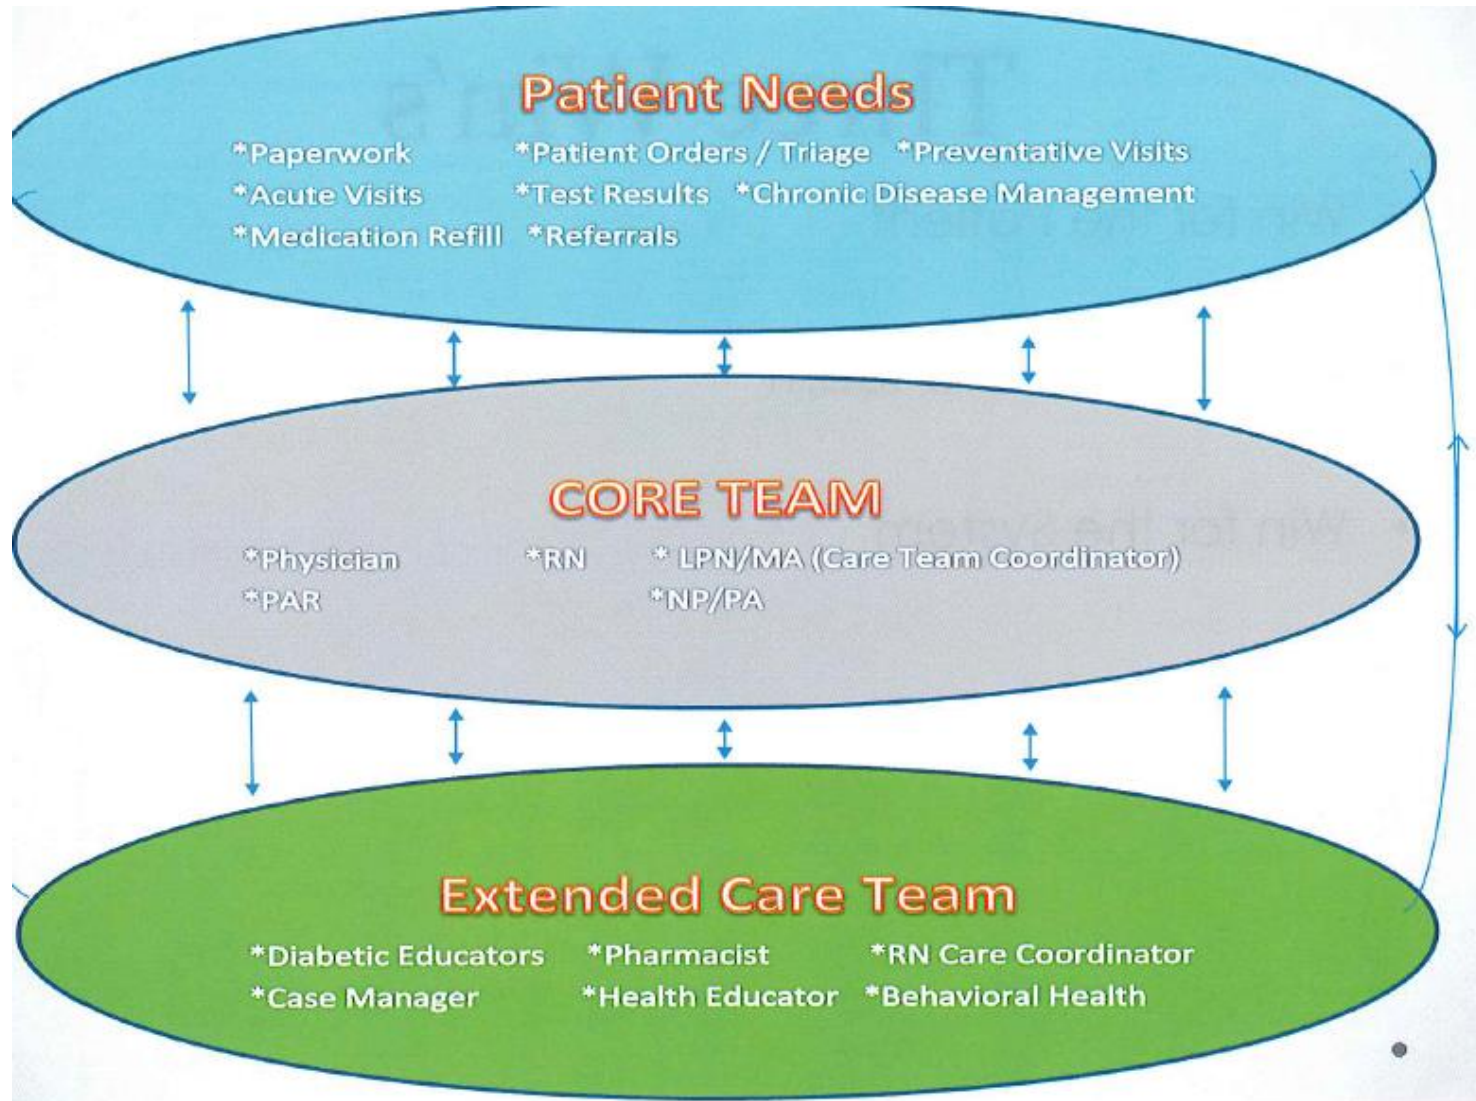 Patient Needs
*Paperwork *Patient Orders / Triage *Preventative Visits
*Acute Visits *Test Results *Chronic Disease Management
*Medication Refill *Referrals
CORE TEAM
*Physician *RN * LPN/MA (Care Team Coordinator)
*PAR *NP/PA
Extended Care Team
*Diabetic Educators *Pharmacist *RN Care Coordinator
*Case Manager *Health Educator *Behavioral Health